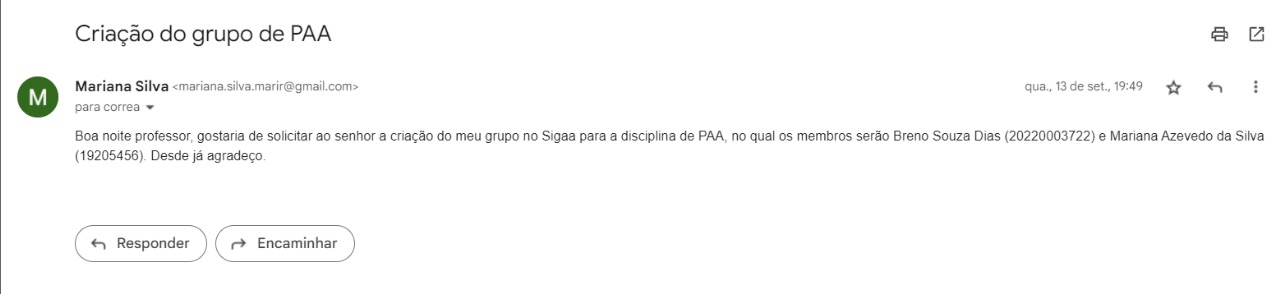 Criação do grupo de PAA
M
Mariana Silva <mariana.silva.marir@gmail.com>
qua., 13 de set., 19:49
para correa
Boa noite professor, gostaria de solicitar ao senhor a criação do meu grupo no Sigaa para a disciplina de PAA, no qual os membros serão Breno Souza Dias (20220003722) e Mariana Azevedo da Silva
(19205456). Desde já agradeço.
Responder
Encaminhar